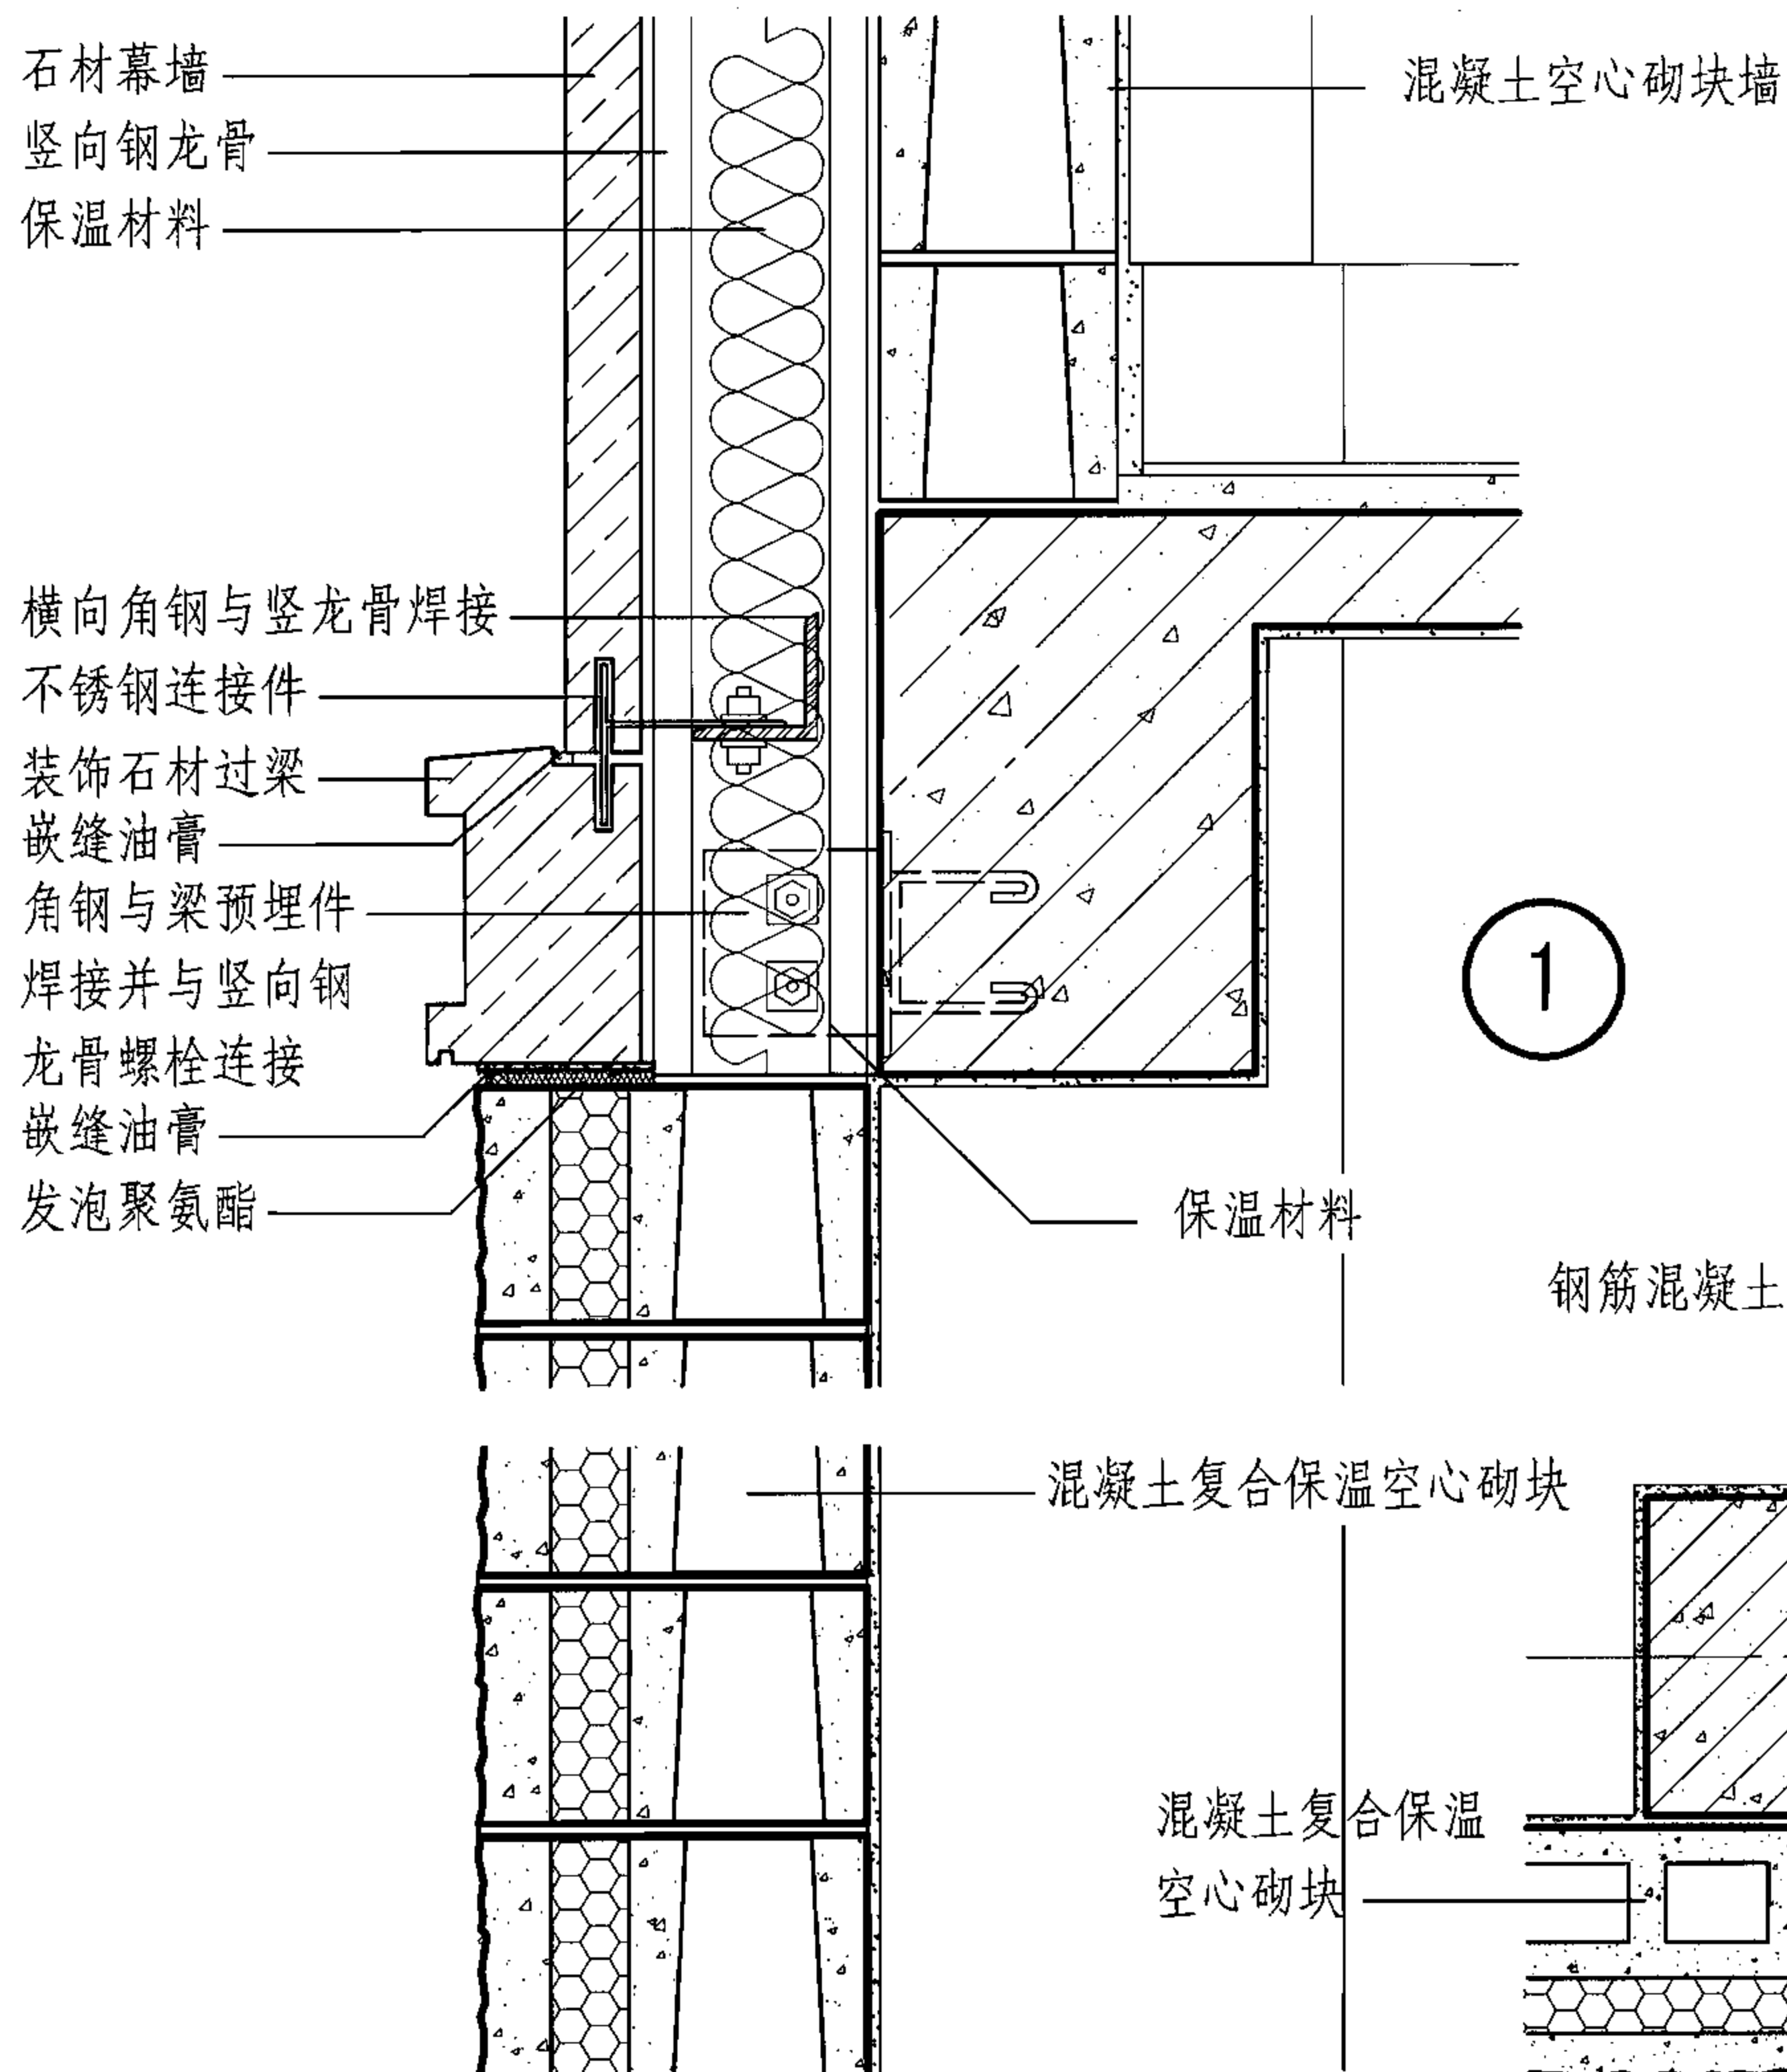 石材幕墙
竖向钢龙骨
保温材料
混凝土空心砌块墙
横向角钢与竖龙骨焊接
不锈钢连接件
装饰石材过梁
嵌缝油膏
角钢与梁预埋件
焊接并与竖向钢
龙骨螺栓连接
嵌缝油膏
发泡聚氨酯
1
保温材料
钢筋混凝土
混凝土复合保温空心砌块
混凝土复合保温
空心砌块